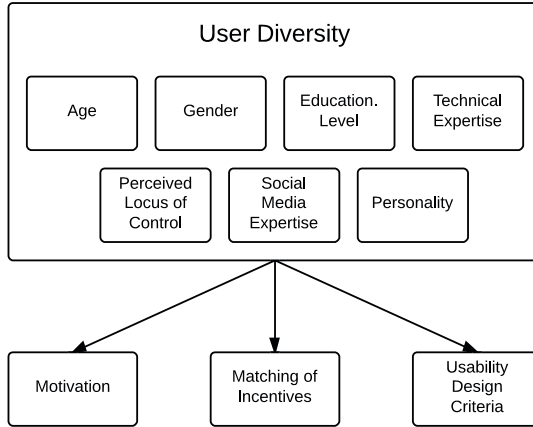 User Diversity
Age
Gender
Education.
Level
Technical
Expertise
Perceived
Locus of
Control
Social
Media
Expertise
Personality
Motivation
Matching of
Incentives
Usability
Design
Criteria